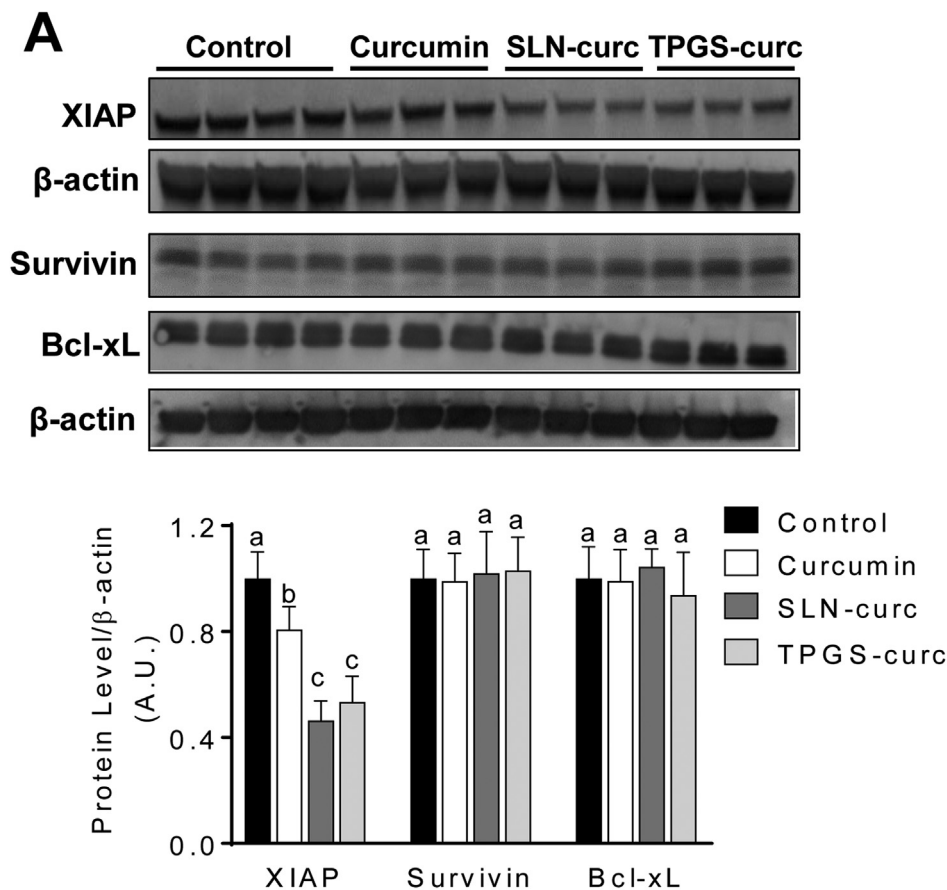 A
Control Curcumin SLN-curc TPGS-curc
XIAP
β-actin
Survivin
Bcl-xL
β-actin
Protein Level/β-actin
(A.U.)
1.2
0.8
0.4
0.0
a b c c
a a a a
a a a a
XIAP Survivin Bcl-xL
Control
Curcumin
SLN-curc
TPGS-curc